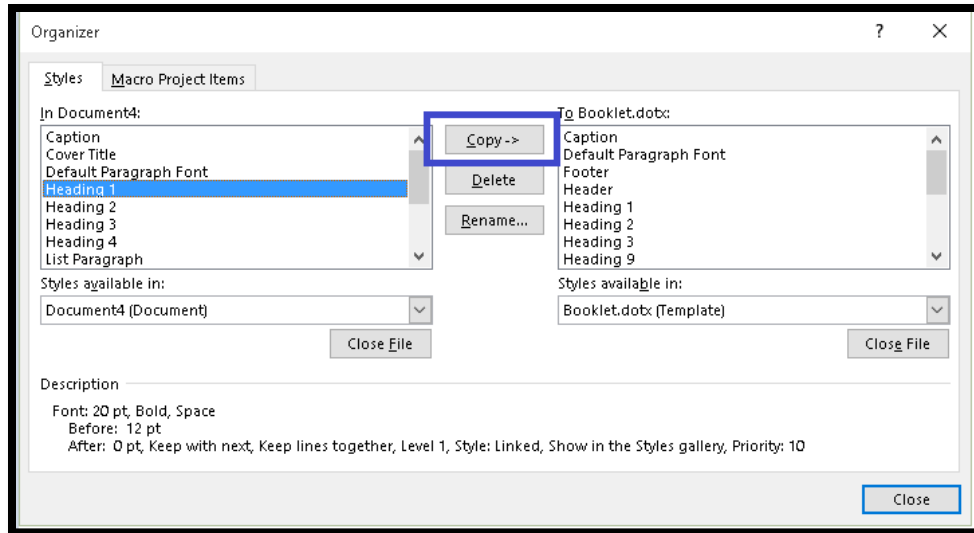 Organizer
?
Styles
Macro Project Items
In Document4:
Caption
Cover Title
Default Paragraph Font
Heading 1
Heading 2
Heading 3
Heading 4
List Paragraph
Styles available in:
Document4 (Document)
Close File
Copy ->
Delete
Rename...
To Booklet.dotx:
Caption
Default Paragraph Font
Footer
Header
Heading 1
Heading 2
Heading 3
Heading 9
Styles available in:
Booklet.dotx (Template)
Close File
Description
Font: 20 pt, Bold, Space
Before: 12 pt
After: 0 pt, Keep with next, Keep lines together, Level 1, Style: Linked, Show in the Styles gallery, Priority: 10
Close